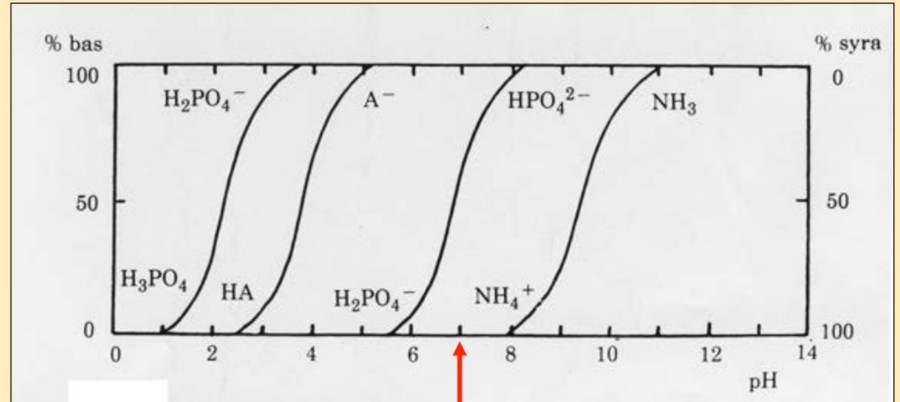 % bas % syra
100 0
H₂PO₄⁻ A⁻ HPO₄²⁻ NH₃
50 50
H₃PO₄ HA H₂PO₄⁻ NH₄⁺
0 100
0 2 4 6 8 10 12 14
pH